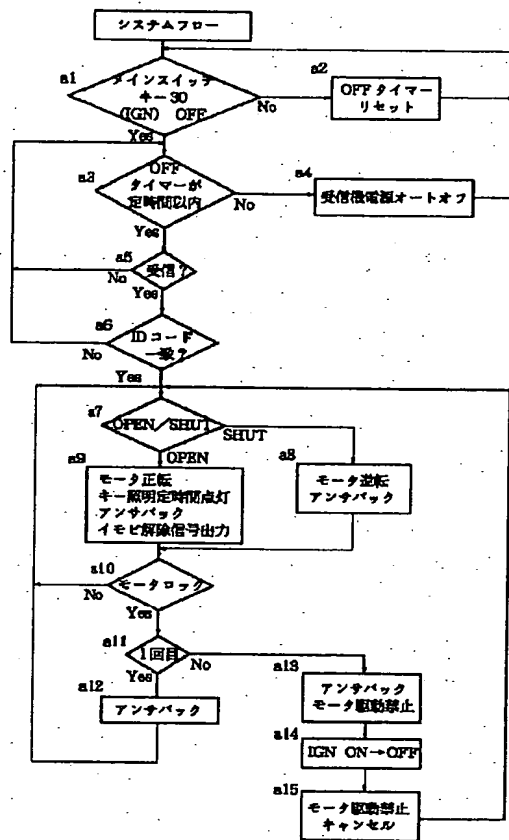 システムフロー
a1
メインスイッチ
キー30
(IGN) OFF
No
Yes
a2
OFFタイマー
リセット
a3
OFF
タイマーが
定時間以内
No
Yes
a4
受信機電源オートオフ
a5
受信?
No
Yes
a6
IDコード
一致?
No
Yes
a7
OPEN/SHUT
SHUT
OPEN
a8
モータ逆転
アンサバック
a9
モータ正転
キー照明定時間点灯
アンサバック
イモビ解除信号出力
a10
モータロック
No
Yes
a11
1回目
No
Yes
a12
アンサバック
a13
アンサバック
モータ駆動禁止
a14
IGN ON→OFF
a15
モータ駆動禁止
キャンセル